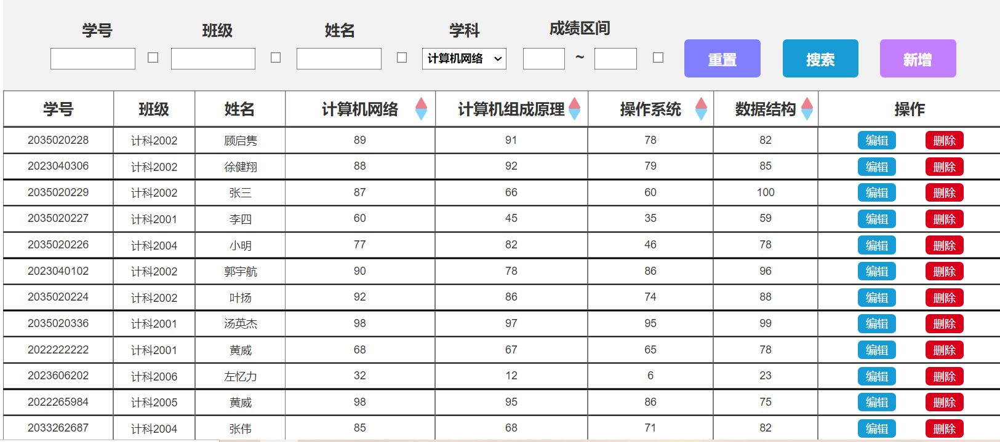 学号 班级 姓名 学科 成绩区间
计算机网络 ~ 重置 搜索 新增
学号 班级 姓名 计算机网络 计算机组成原理 操作系统 数据结构 操作
2035020228 计科2002 顾启隽 89 91 78 82 编辑 删除
2023040306 计科2002 徐健翔 88 92 79 85 编辑 删除
2035020229 计科2002 张三 87 66 60 100 编辑 删除
2035020227 计科2001 李四 60 45 35 59 编辑 删除
2035020226 计科2004 小明 77 82 46 78 编辑 删除
2023040102 计科2002 郭宇航 90 78 86 96 编辑 删除
2035020224 计科2002 叶扬 92 86 74 88 编辑 删除
2035020336 计科2001 汤英杰 98 97 95 99 编辑 删除
2022222222 计科2001 黄威 68 67 65 78 编辑 删除
2023606202 计科2006 左忆力 32 12 6 23 编辑 删除
2022265984 计科2005 黄威 98 95 86 75 编辑 删除
2033262687 计科2004 张伟 85 68 71 82 编辑 删除